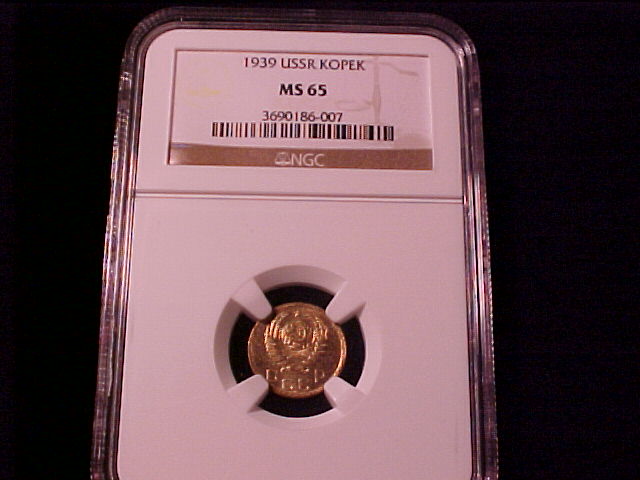 1939 USSR KOPEK
MS 65
3690186-007
NGC